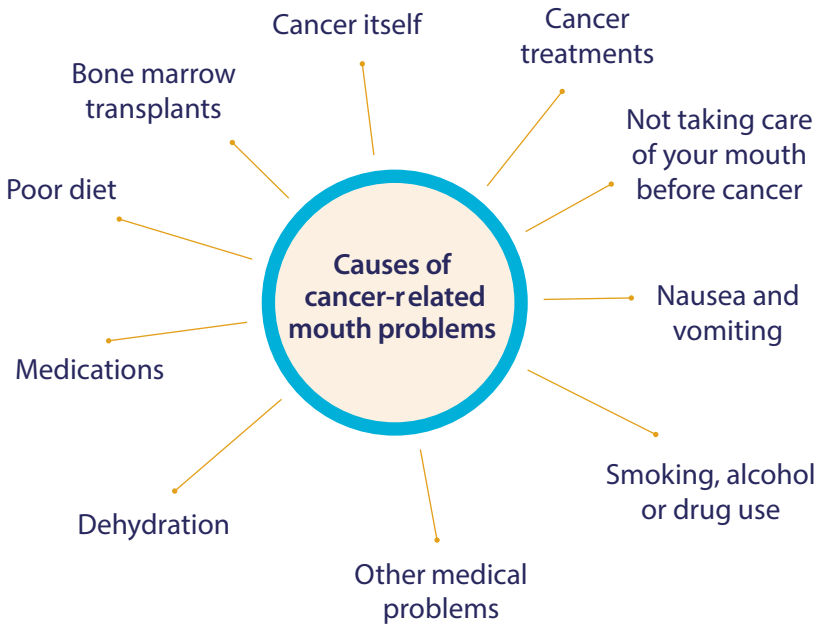 Cancer itself
Cancer
treatments
Bone marrow
transplants
Not taking care
of your mouth
before cancer
Poor diet
Causes of
cancer-related
mouth problems
Nausea and
vomiting
Medications
Smoking, alcohol
or drug use
Dehydration
Other medical
problems